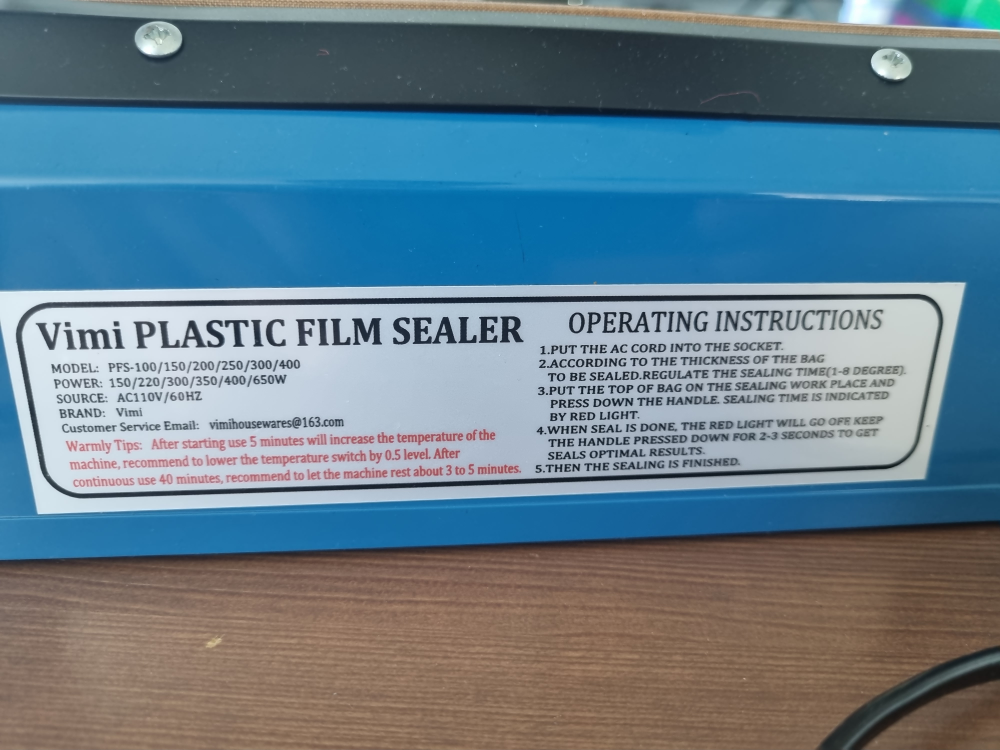 Vimi PLASTIC FILM SEALER
MODEL: PFS-100/150/200/250/300/400
POWER: 150/220/300/350/400/650W
SOURCE: AC110V/60HZ
BRAND: Vimi
Customer Service Email: vimihousewares@163.com
Warmly Tips: After starting use 5 minutes will increase the temperature of the
machine, recommend to lower the temperature switch by 0.5 level. After
continuous use 40 minutes, recommend to let the machine rest about 3 to 5 minutes.
OPERATING INSTRUCTIONS
1.PUT THE AC CORD INTO THE SOCKET.
2.ACCORDING TO THE THICKNESS OF THE BAG
TO BE SEALED.REGULATE THE SEALING TIME(1-8 DEGREE).
3.PUT THE TOP OF BAG ON THE SEALING WORK PLACE AND
PRESS DOWN THE HANDLE. SEALING TIME IS INDICATED
BY RED LIGHT.
4.WHEN SEAL IS DONE, THE RED LIGHT WILL GO OFE KEEP
THE HANDLE PRESSED DOWN FOR 2-3 SECONDS TO GET
SEALS OPTIMAL RESULTS.
5.THEN THE SEALING IS FINISHED.